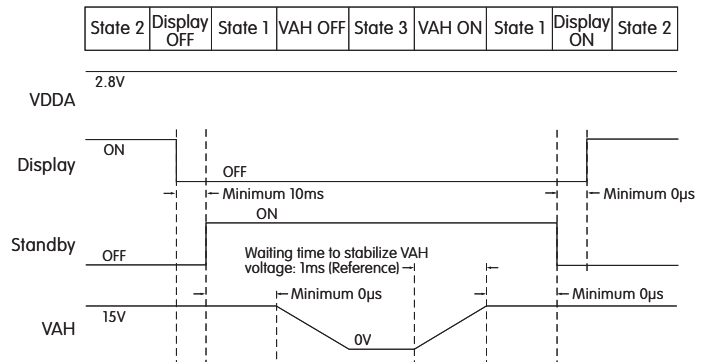 State 2 Display OFF State 1 VAH OFF State 3 VAH ON State 1 Display ON State 2
2.8V
VDDA
ON
Display
OFF
Minimum 10ms
Minimum 0µs
ON
Standby
OFF
Waiting time to stabilize VAH
voltage: 1ms (Reference)
Minimum 0µs
Minimum 0µs
15V
VAH
0V